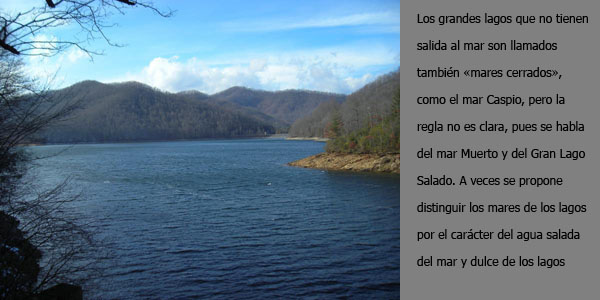 Los grandes lagos que no tienen
salida al mar son llamados
también «mares cerrados»,
como el mar Caspio, pero la
regla no es clara, pues se habla
del mar Muerto y del Gran Lago
Salado. A veces se propone
distinguir los mares de los lagos
por el carácter del agua salada
del mar y dulce de los lagos